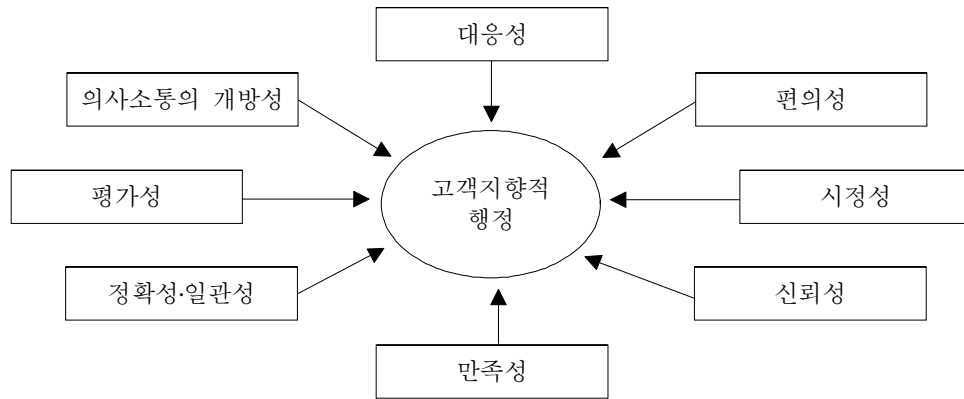 대응성
의사소통의 개방성
편의성
평가성
고객지향적
행정
시정성
정확성·일관성
신뢰성
만족성